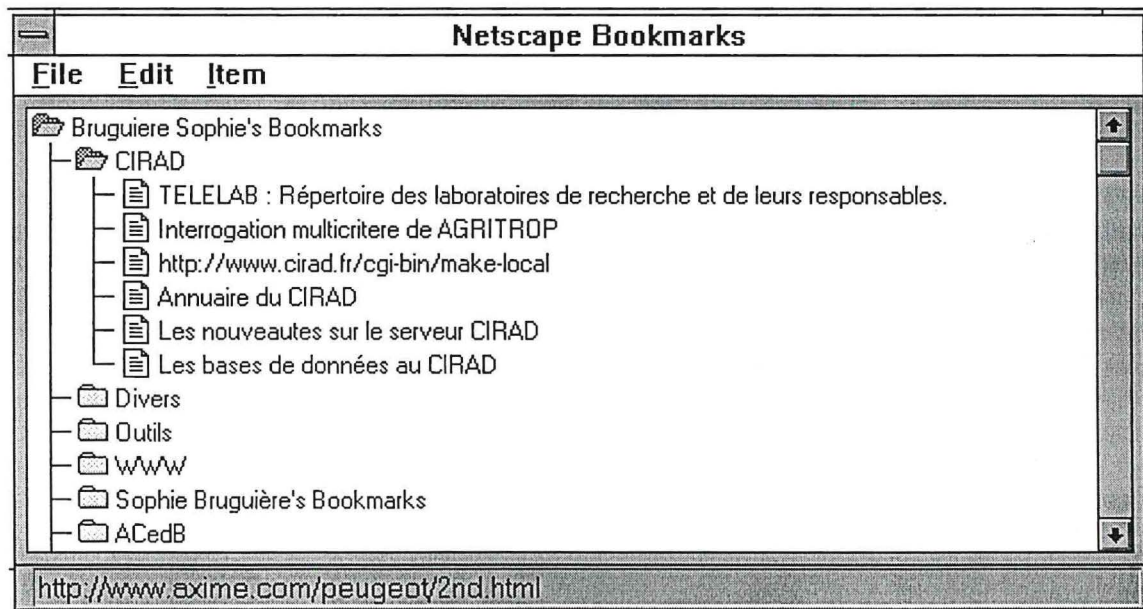 Netscape Bookmarks
File Edit Item
Bruguiere Sophie's Bookmarks
CIRAD
TELELAB : Répertoire des laboratoires de recherche et de leurs responsables.
Interrogation multicritere de AGRITROP
http://www.cirad.fr/cgi-bin/make-local
Annuaire du CIRAD
Les nouveautes sur le serveur CIRAD
Les bases de données au CIRAD
Divers
Outils
WWW
Sophie Bruguière's Bookmarks
ACedB
http://www.axime.com/peugeot/2nd.html